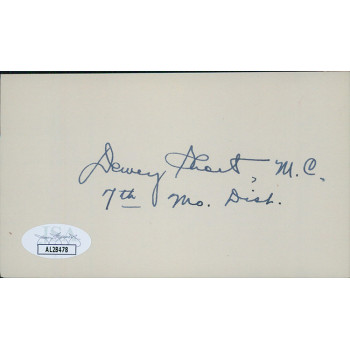 Dewey Short, M.C.
7th Mo. Dist.
AL28478